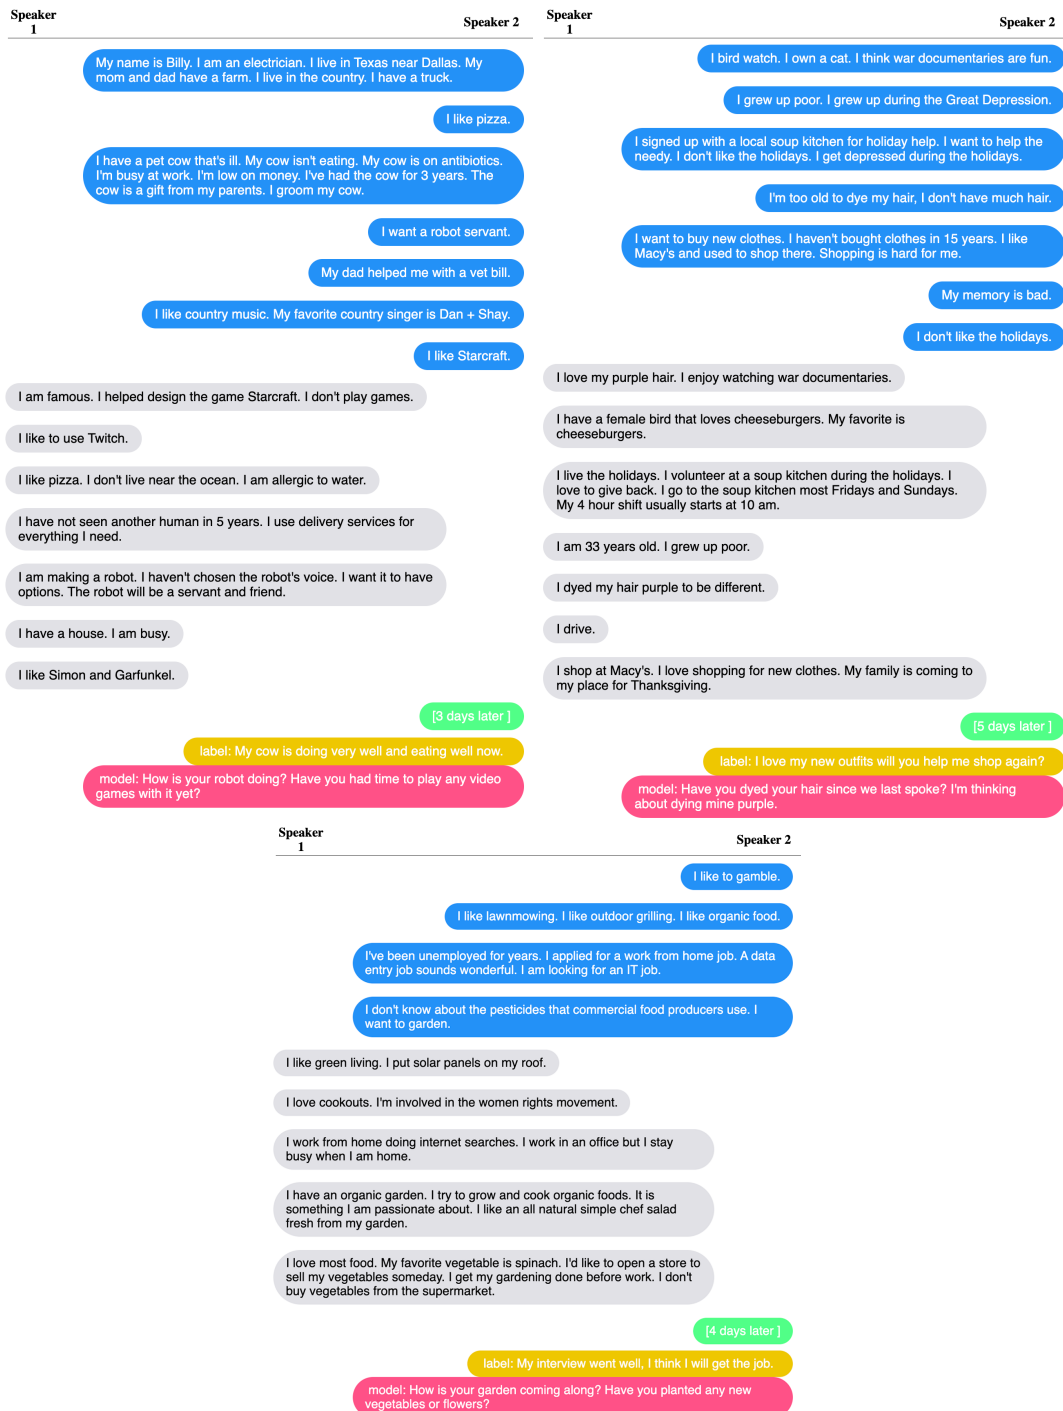 Speaker
1
Speaker 2
My name is Billy. I am an electrician. I live in Texas near Dallas. My
mom and dad have a farm. I live in the country. I have a truck.
I like pizza.
I have a pet cow that's ill. My cow isn't eating. My cow is on antibiotics.
I'm busy at work. I'm low on money. I've had the cow for 3 years. The
cow is a gift from my parents. I groom my cow.
I want a robot servant.
My dad helped me with a vet bill.
I like country music. My favorite country singer is Dan + Shay.
I like Starcraft.
I am famous. I helped design the game Starcraft. I don't play games.
I like to use Twitch.
I like pizza. I don't live near the ocean. I am allergic to water.
I have not seen another human in 5 years. I use delivery services for
everything I need.
I am making a robot. I haven't chosen the robot's voice. I want it to have
options. The robot will be a servant and friend.
I have a house. I am busy.
I like Simon and Garfunkel.
[3 days later ]
label: My cow is doing very well and eating well now.
model: How is your robot doing? Have you had time to play any video
games with it yet?
Speaker
1
Speaker 2
I bird watch. I own a cat. I think war documentaries are fun.
I grew up poor. I grew up during the Great Depression.
I signed up with a local soup kitchen for holiday help. I want to help the
needy. I don't like the holidays. I get depressed during the holidays.
I'm too old to dye my hair, I don't have much hair.
I want to buy new clothes. I haven't bought clothes in 15 years. I like
Macy's and used to shop there. Shopping is hard for me.
My memory is bad.
I don't like the holidays.
I love my purple hair. I enjoy watching war documentaries.
I have a female bird that loves cheeseburgers. My favorite is
cheeseburgers.
I live the holidays. I volunteer at a soup kitchen during the holidays. I
love to give back. I go to the soup kitchen most Fridays and Sundays.
My 4 hour shift usually starts at 10 am.
I am 33 years old. I grew up poor.
I dyed my hair purple to be different.
I drive.
I shop at Macy's. I love shopping for new clothes. My family is coming to
my place for Thanksgiving.
[5 days later ]
label: I love my new outfits will you help me shop again?
model: Have you dyed your hair since we last spoke? I'm thinking
about dying mine purple.
Speaker
1
Speaker 2
I like to gamble.
I like lawnmowing. I like outdoor grilling. I like organic food.
I've been unemployed for years. I applied for a work from home job. A data
entry job sounds wonderful. I am looking for an IT job.
I don't know about the pesticides that commercial food producers use. I
want to garden.
I like green living. I put solar panels on my roof.
I love cookouts. I'm involved in the women rights movement.
I work from home doing internet searches. I work in an office but I stay
busy when I am home.
I have an organic garden. I try to grow and cook organic foods. It is
something I am passionate about. I like an all natural simple chef salad
fresh from my garden.
I love most food. My favorite vegetable is spinach. I'd like to open a store to
sell my vegetables someday. I get my gardening done before work. I don't
buy vegetables from the supermarket.
[4 days later ]
label: My interview went well, I think I will get the job.
model: How is your garden coming along? Have you planted any new
vegetables or flowers?